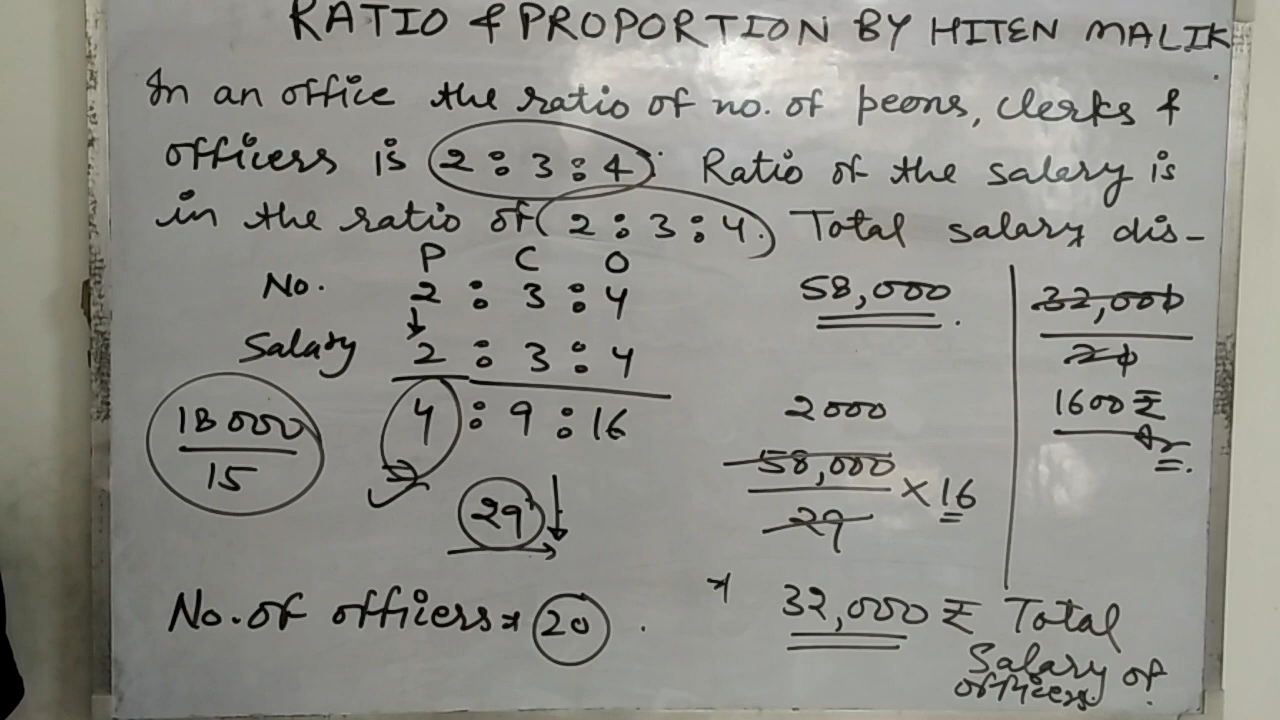 RATIO & PROPORTION BY HITEN MALIK
In an office the ratio of no. of peons, clerks &
officers is (2 : 3 : 4). Ratio of the salery is
in the ratio of (2 : 3 : 4.) Total salary dis-
P C O
No. 2 : 3 : 4
Salary 2 : 3 : 4
4 : 9 : 16
18000
15
29
No. of officers 20.
58,000.
2000
58,000
29
× 16
32,000 ₹ Total
Salary of
officers.
32,000
20
1600 ₹
Ar